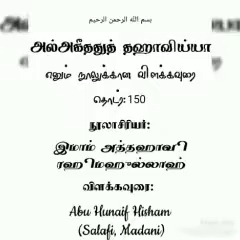 بسم الله الرحمن الرحيم
அல்அகீததுத் தஹாவிய்யா
எனும் நூலுக்கான விளக்கவுரை
தொடர்:150
நூலாசிரியர்:
இமாம் அத்தஹாவி
ரஹிமஹுல்லாஹ்
விளக்கவுரை:
Abu Hunaif Hisham
(Salafi, Madani)